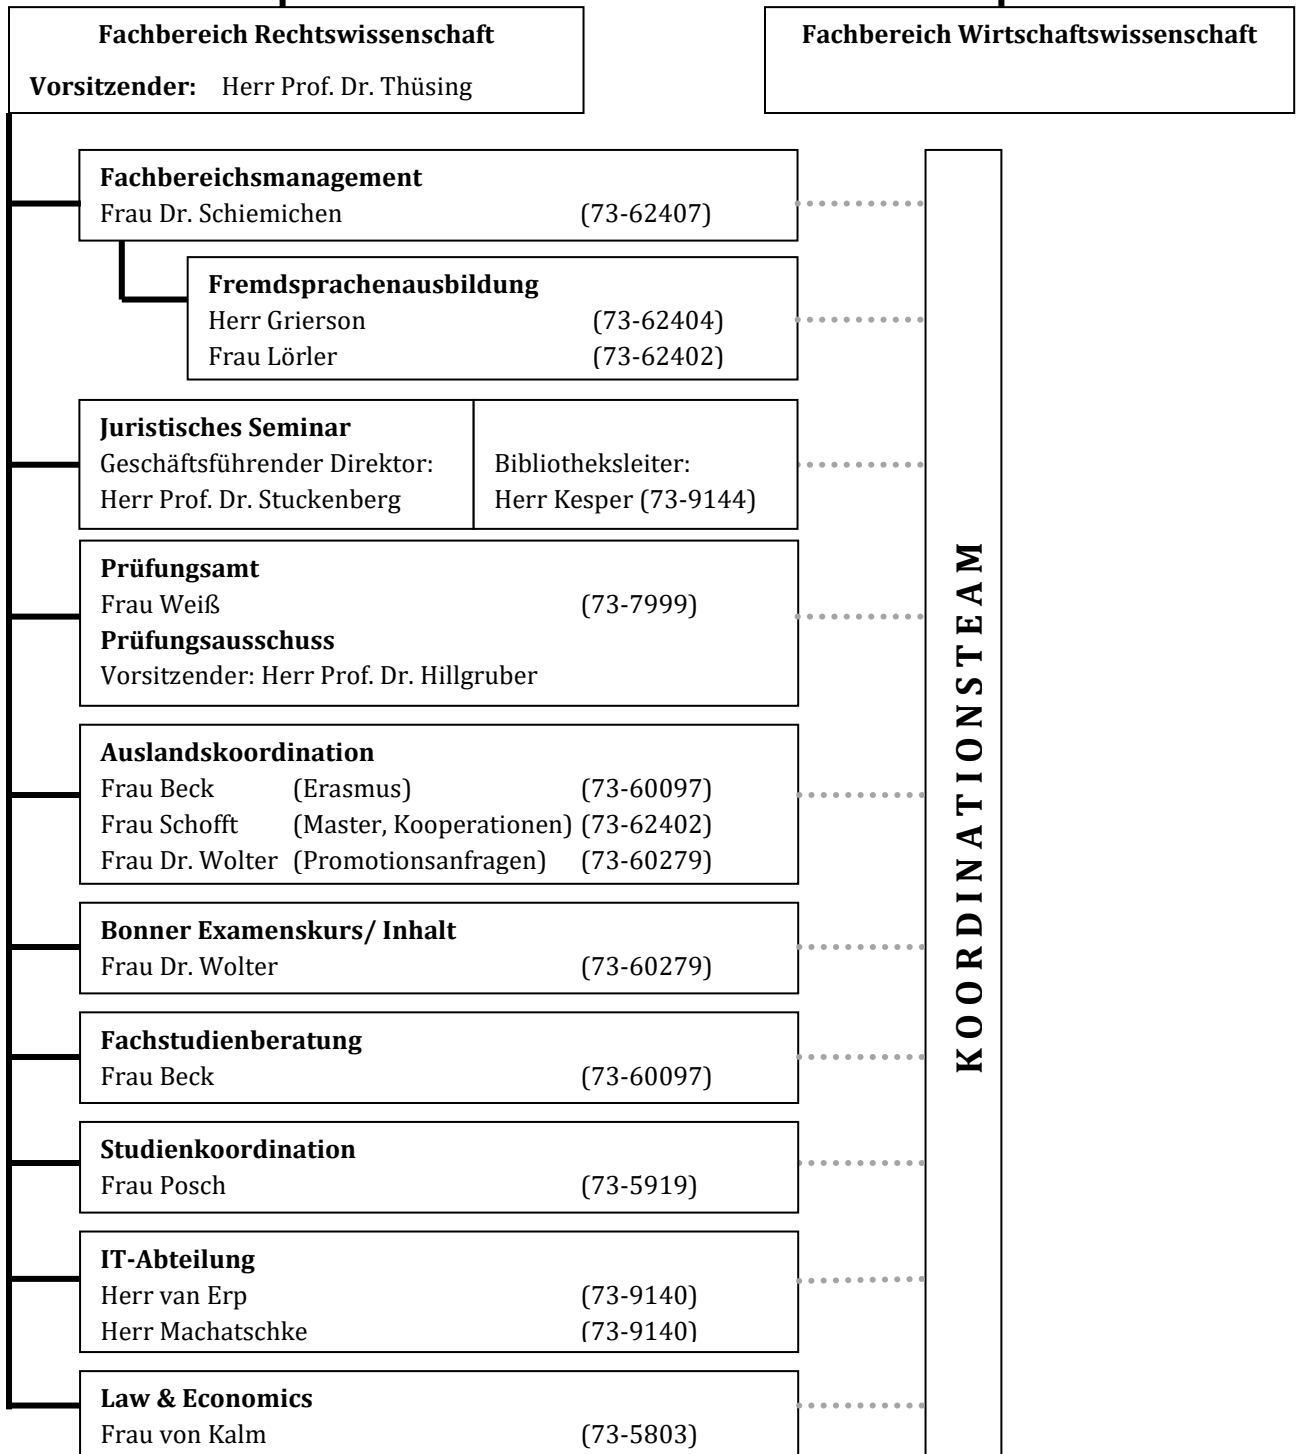 Fachbereich Rechtswissenschaft
Vorsitzender: Herr Prof. Dr. Thüsing
Fachbereich Wirtschaftswissenschaft
Fachbereichsmanagement
Frau Dr. Schiemichen (73-62407)
Fremdsprachenausbildung
Herr Grierson (73-62404)
Frau Lörler (73-62402)
Juristisches Seminar
Geschäftsführender Direktor:
Herr Prof. Dr. Stuckenberg
Bibliotheksleiter:
Herr Kesper (73-9144)
Prüfungsamt
Frau Weiß (73-7999)
Prüfungsausschuss
Vorsitzender: Herr Prof. Dr. Hillgruber
Auslandskoordination
Frau Beck (Erasmus) (73-60097)
Frau Schofft (Master, Kooperationen) (73-62402)
Frau Dr. Wolter (Promotionsanfragen) (73-60279)
Bonner Examenskurs/ Inhalt
Frau Dr. Wolter (73-60279)
Fachstudienberatung
Frau Beck (73-60097)
Studienkoordination
Frau Posch (73-5919)
IT-Abteilung
Herr van Erp (73-9140)
Herr Machatschke (73-9140)
Law & Economics
Frau von Kalm (73-5803)
KOORDINATIONSTEAM